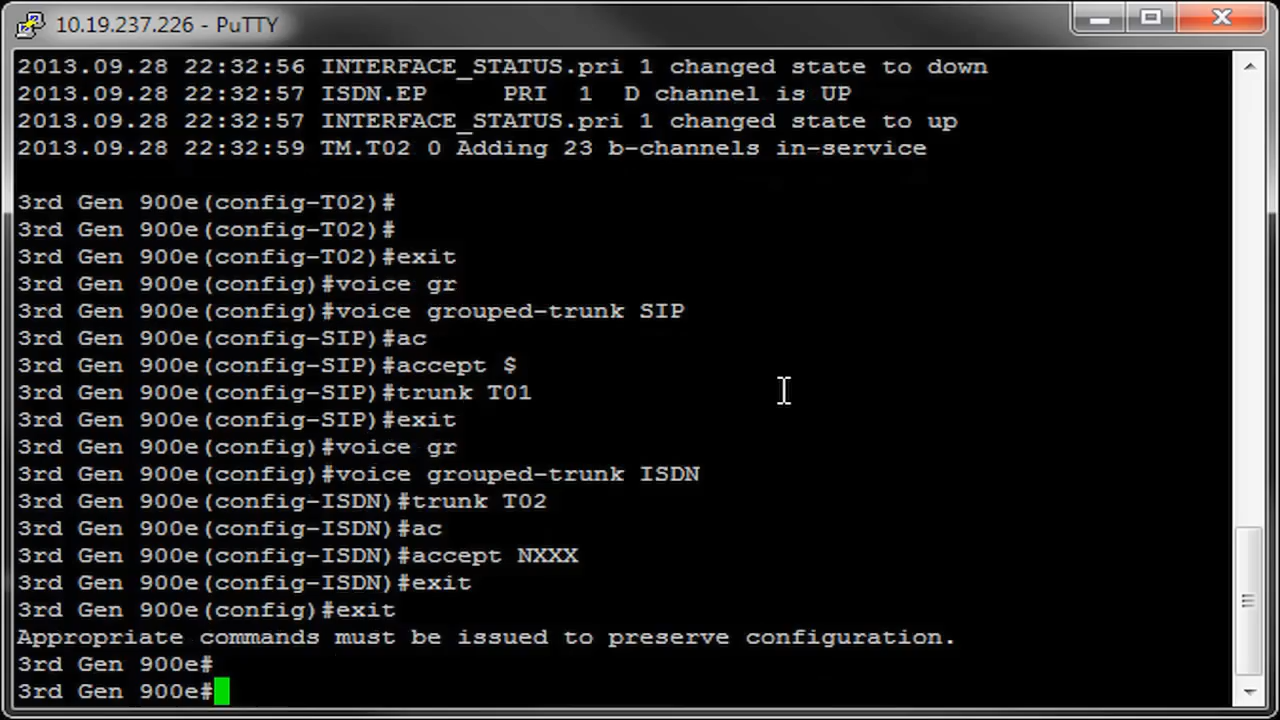 10.19.237.226 - PuTTY
2013.09.28 22:32:56 INTERFACE_STATUS.pri 1 changed state to down
2013.09.28 22:32:57 ISDN.EP     PRI  1  D channel is UP
2013.09.28 22:32:57 INTERFACE_STATUS.pri 1 changed state to up
2013.09.28 22:32:59 TM.T02 0 Adding 23 b-channels in-service
3rd Gen 900e(config-T02)#
3rd Gen 900e(config-T02)#
3rd Gen 900e(config-T02)#exit
3rd Gen 900e(config)#voice gr
3rd Gen 900e(config)#voice grouped-trunk SIP
3rd Gen 900e(config-SIP)#ac
3rd Gen 900e(config-SIP)#accept $
3rd Gen 900e(config-SIP)#trunk T01
3rd Gen 900e(config-SIP)#exit
3rd Gen 900e(config)#voice gr
3rd Gen 900e(config)#voice grouped-trunk ISDN
3rd Gen 900e(config-ISDN)#trunk T02
3rd Gen 900e(config-ISDN)#ac
3rd Gen 900e(config-ISDN)#accept NXXX
3rd Gen 900e(config-ISDN)#exit
3rd Gen 900e(config)#exit
Appropriate commands must be issued to preserve configuration.
3rd Gen 900e#
3rd Gen 900e#